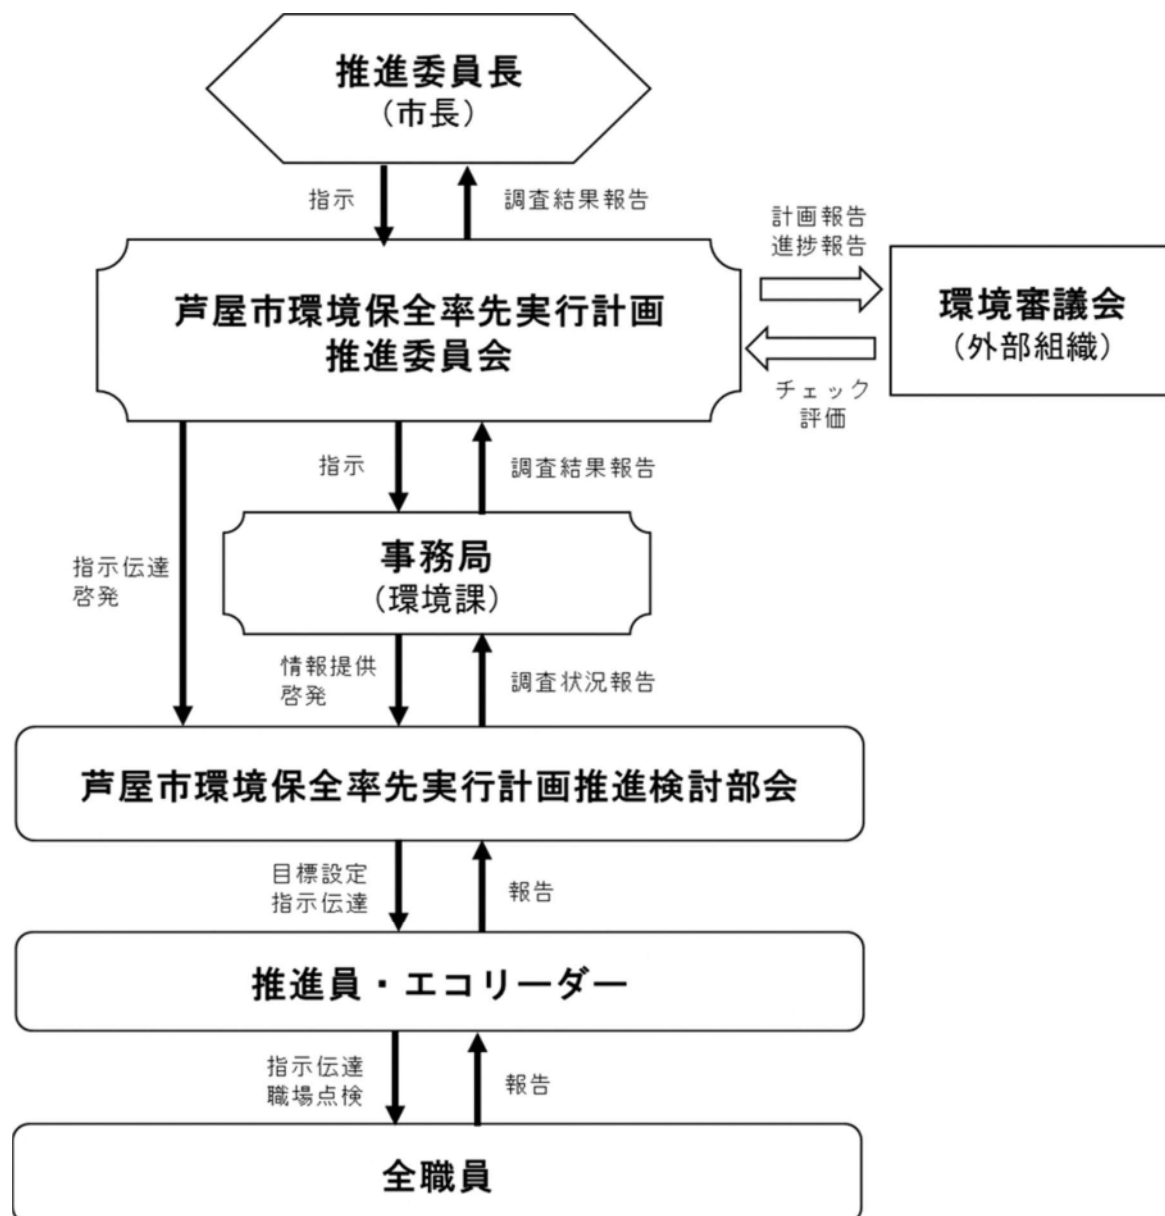 推進委員長
（市長）
指示
調査結果報告
計画報告
進捗報告
芦屋市環境保全率先実行計画
推進委員会
環境審議会
（外部組織）
チェック
評価
指示
調査結果報告
指示伝達
啓発
事務局
（環境課）
情報提供
啓発
調査状況報告
芦屋市環境保全率先実行計画推進検討部会
目標設定
指示伝達
報告
推進員・エコリーダー
指示伝達
職場点検
報告
全職員